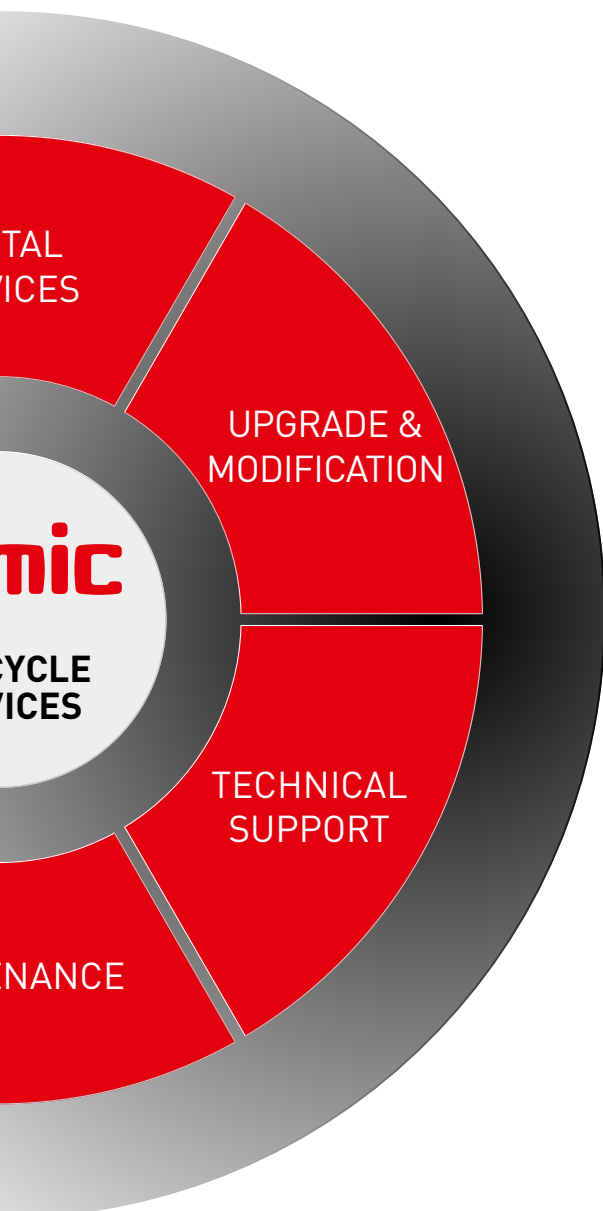 TAL
VICES
UPGRADE &
MODIFICATION
mic
CYCLE
VICES
TECHNICAL
SUPPORT
ENANCE